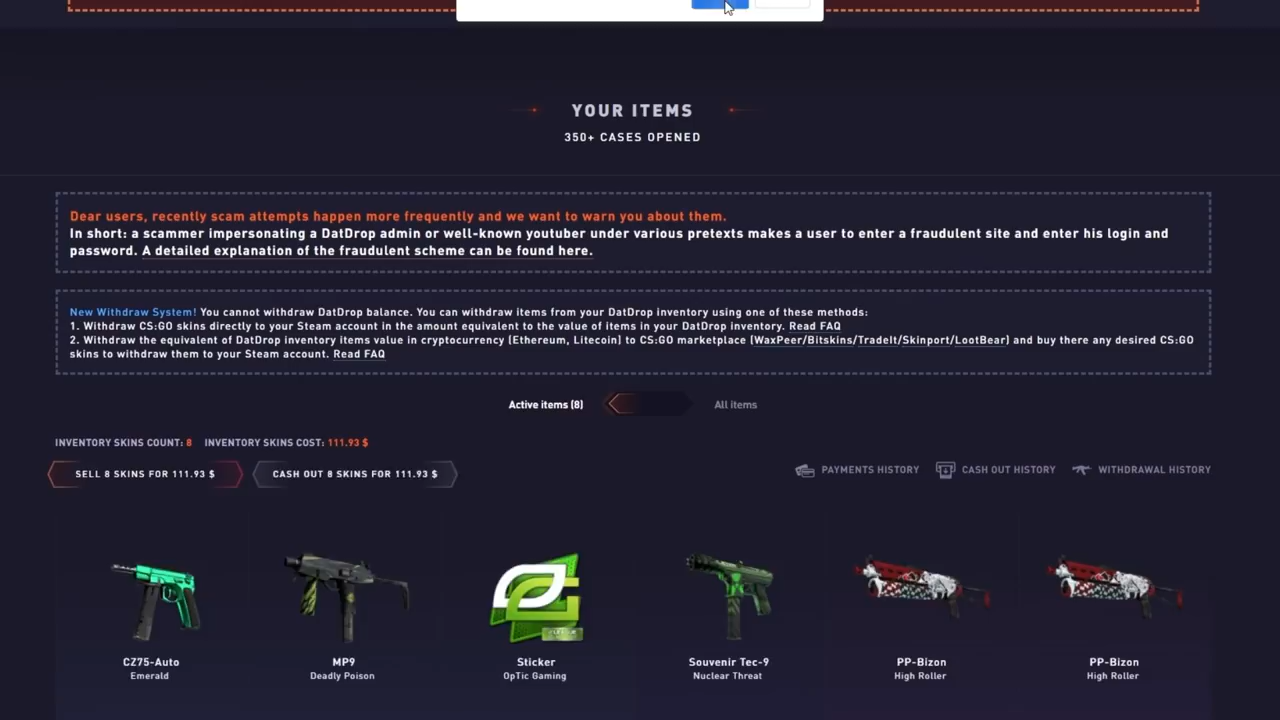 YOUR ITEMS
350+ CASES OPENED
Dear users, recently scam attempts happen more frequently and we want to warn you about them.
In short: a scammer impersonating a DatDrop admin or well-known youtuber under various pretexts makes a user to enter a fraudulent site and enter his login and
password. A detailed explanation of the fraudulent scheme can be found here.
New Withdraw System! You cannot withdraw DatDrop balance. You can withdraw items from your DatDrop inventory using one of these methods:
1. Withdraw CS:GO skins directly to your Steam account in the amount equivalent to the value of items in your DatDrop inventory. Read FAQ
2. Withdraw the equivalent of DatDrop inventory items value in cryptocurrency (Ethereum, Litecoin) to CS:GO marketplace (WaxPeer/Bitskins/TradeIt/Skinport/LootBear) and buy there any desired CS:GO
skins to withdraw them to your Steam account. Read FAQ
Active items (8) All items
INVENTORY SKINS COUNT: 8 INVENTORY SKINS COST: 111.93 $
SELL 8 SKINS FOR 111.93 $ CASH OUT 8 SKINS FOR 111.93 $ PAYMENTS HISTORY CASH OUT HISTORY WITHDRAWAL HISTORY
CZ75-Auto MP9 Sticker Souvenir Tec-9 PP-Bizon PP-Bizon
Emerald Deadly Poison OpTic Gaming Nuclear Threat High Roller High Roller